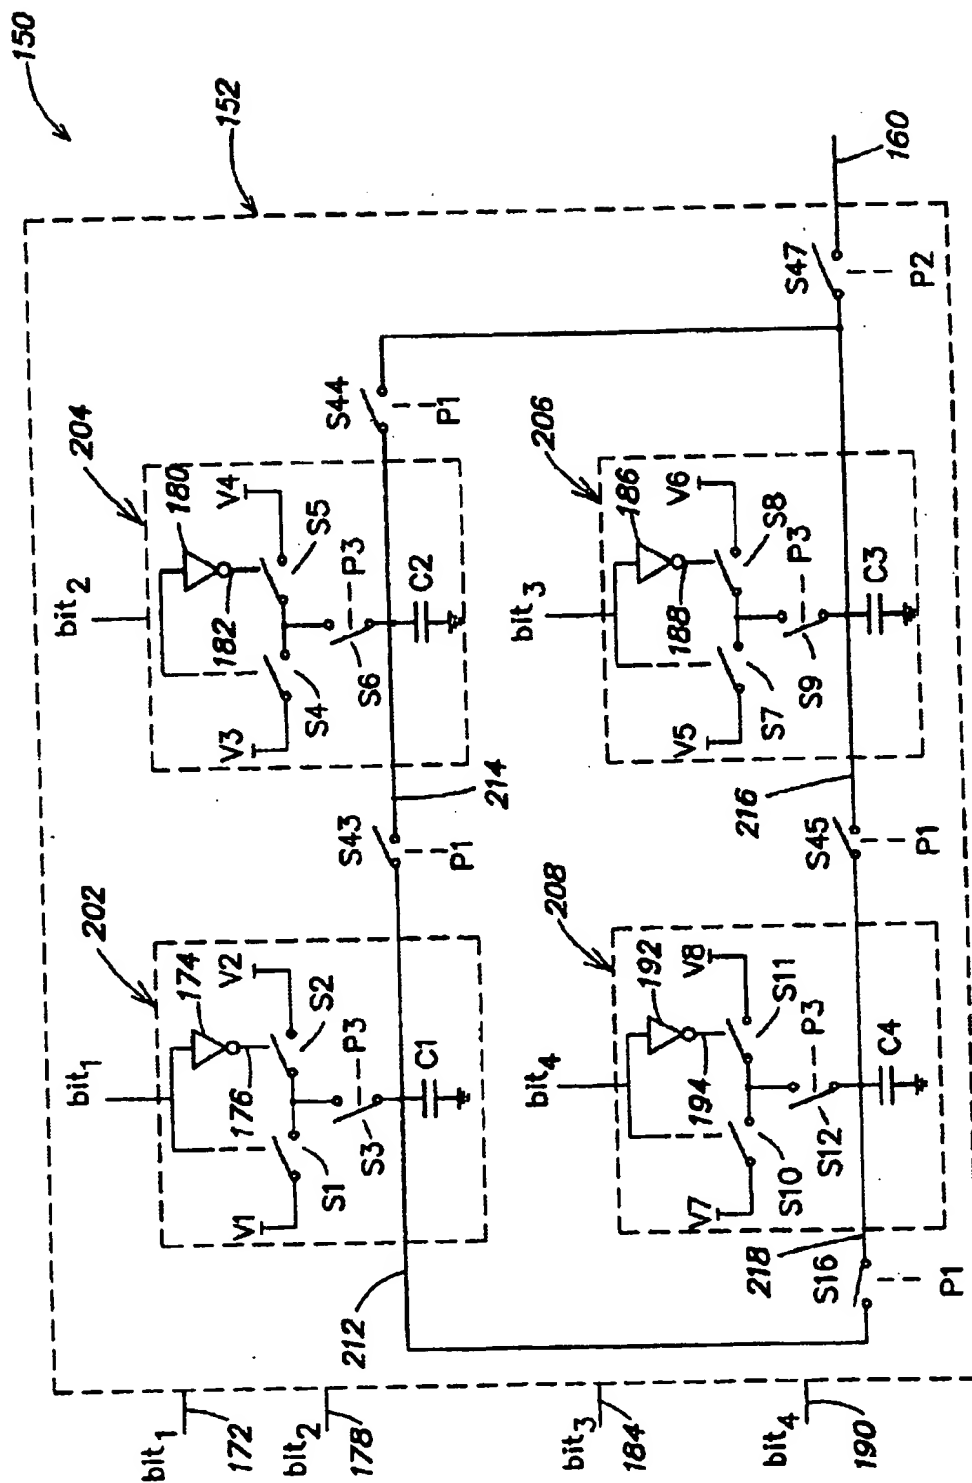 150
152
bit1
172
bit2
178
bit3
184
bit4
190
202
bit1
174
176
V1
V2
S1
S2
S3
P3
C1
212
204
bit2
180
182
V3
V4
S4
S5
S6
P3
C2
214
S43
P1
S44
P1
206
bit3
186
188
V5
V6
S7
S8
S9
P3
C3
216
208
bit4
192
194
V7
V8
S10
S11
S12
P3
C4
218
S16
P1
S45
P1
S47
P2
160